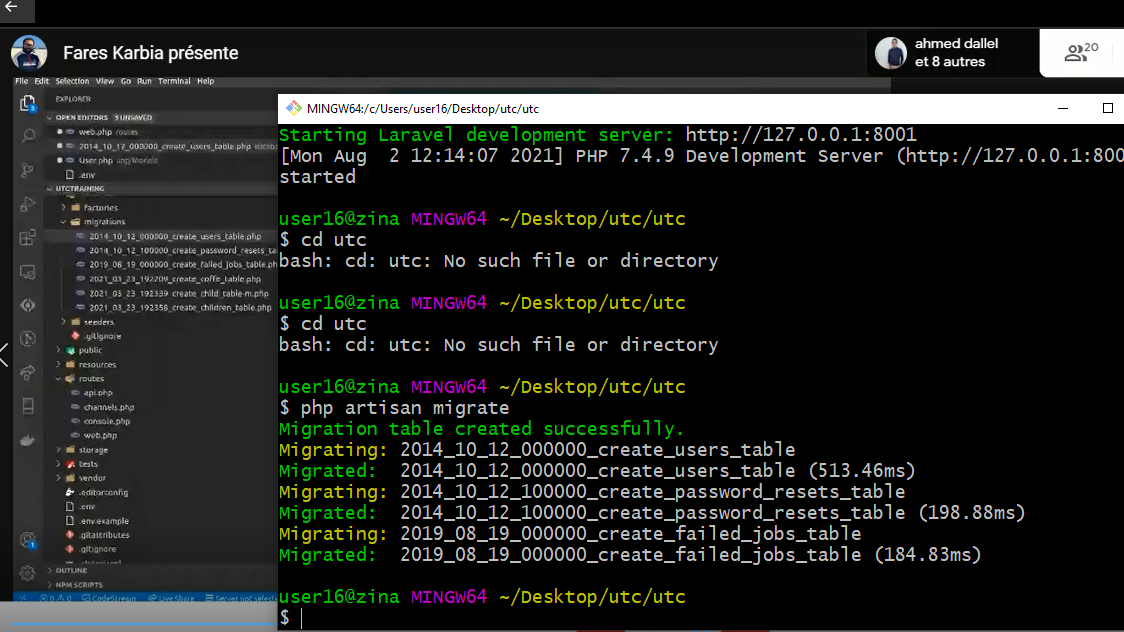 Fares Karbia présente
ahmed dallel
et 8 autres
20
File Edit Selection View Go Run Terminal Help
EXPLORER
OPEN EDITORS 5 UNSAVED
web.php routes
2014_10_12_000000_create_users_table.php
User.php app/Models
.env
UTCTRAINING
factories
migrations
2014_10_12_000000_create_users_table.php
2014_10_12_100000_create_password_resets_ta
2019_08_19_000000_create_failed_jobs_table.ph
2021_03_23_192209_create_coffe_table.php
2021_03_23_192339_create_child_table-m.php
2021_03_23_192356_create_children_table.php
seeders
.gitignore
public
resources
routes
api.php
channels.php
console.php
web.php
storage
tests
vendor
.editorconfig
.env
.env.example
.gitattributes
.gitignore
OUTLINE
NPM SCRIPTS
CodeStream Live Share Server not selecte
MINGW64:/c/Users/user16/Desktop/utc/utc
Starting Laravel development server: http://127.0.0.1:8001
[Mon Aug  2 12:14:07 2021] PHP 7.4.9 Development Server (http://127.0.0.1:800
started
user16@zina MINGW64 ~/Desktop/utc/utc
$ cd utc
bash: cd: utc: No such file or directory
user16@zina MINGW64 ~/Desktop/utc/utc
$ cd utc
bash: cd: utc: No such file or directory
user16@zina MINGW64 ~/Desktop/utc/utc
$ php artisan migrate
Migration table created successfully.
Migrating: 2014_10_12_000000_create_users_table
Migrated:  2014_10_12_000000_create_users_table (513.46ms)
Migrating: 2014_10_12_100000_create_password_resets_table
Migrated:  2014_10_12_100000_create_password_resets_table (198.88ms)
Migrating: 2019_08_19_000000_create_failed_jobs_table
Migrated:  2019_08_19_000000_create_failed_jobs_table (184.83ms)
user16@zina MINGW64 ~/Desktop/utc/utc
$